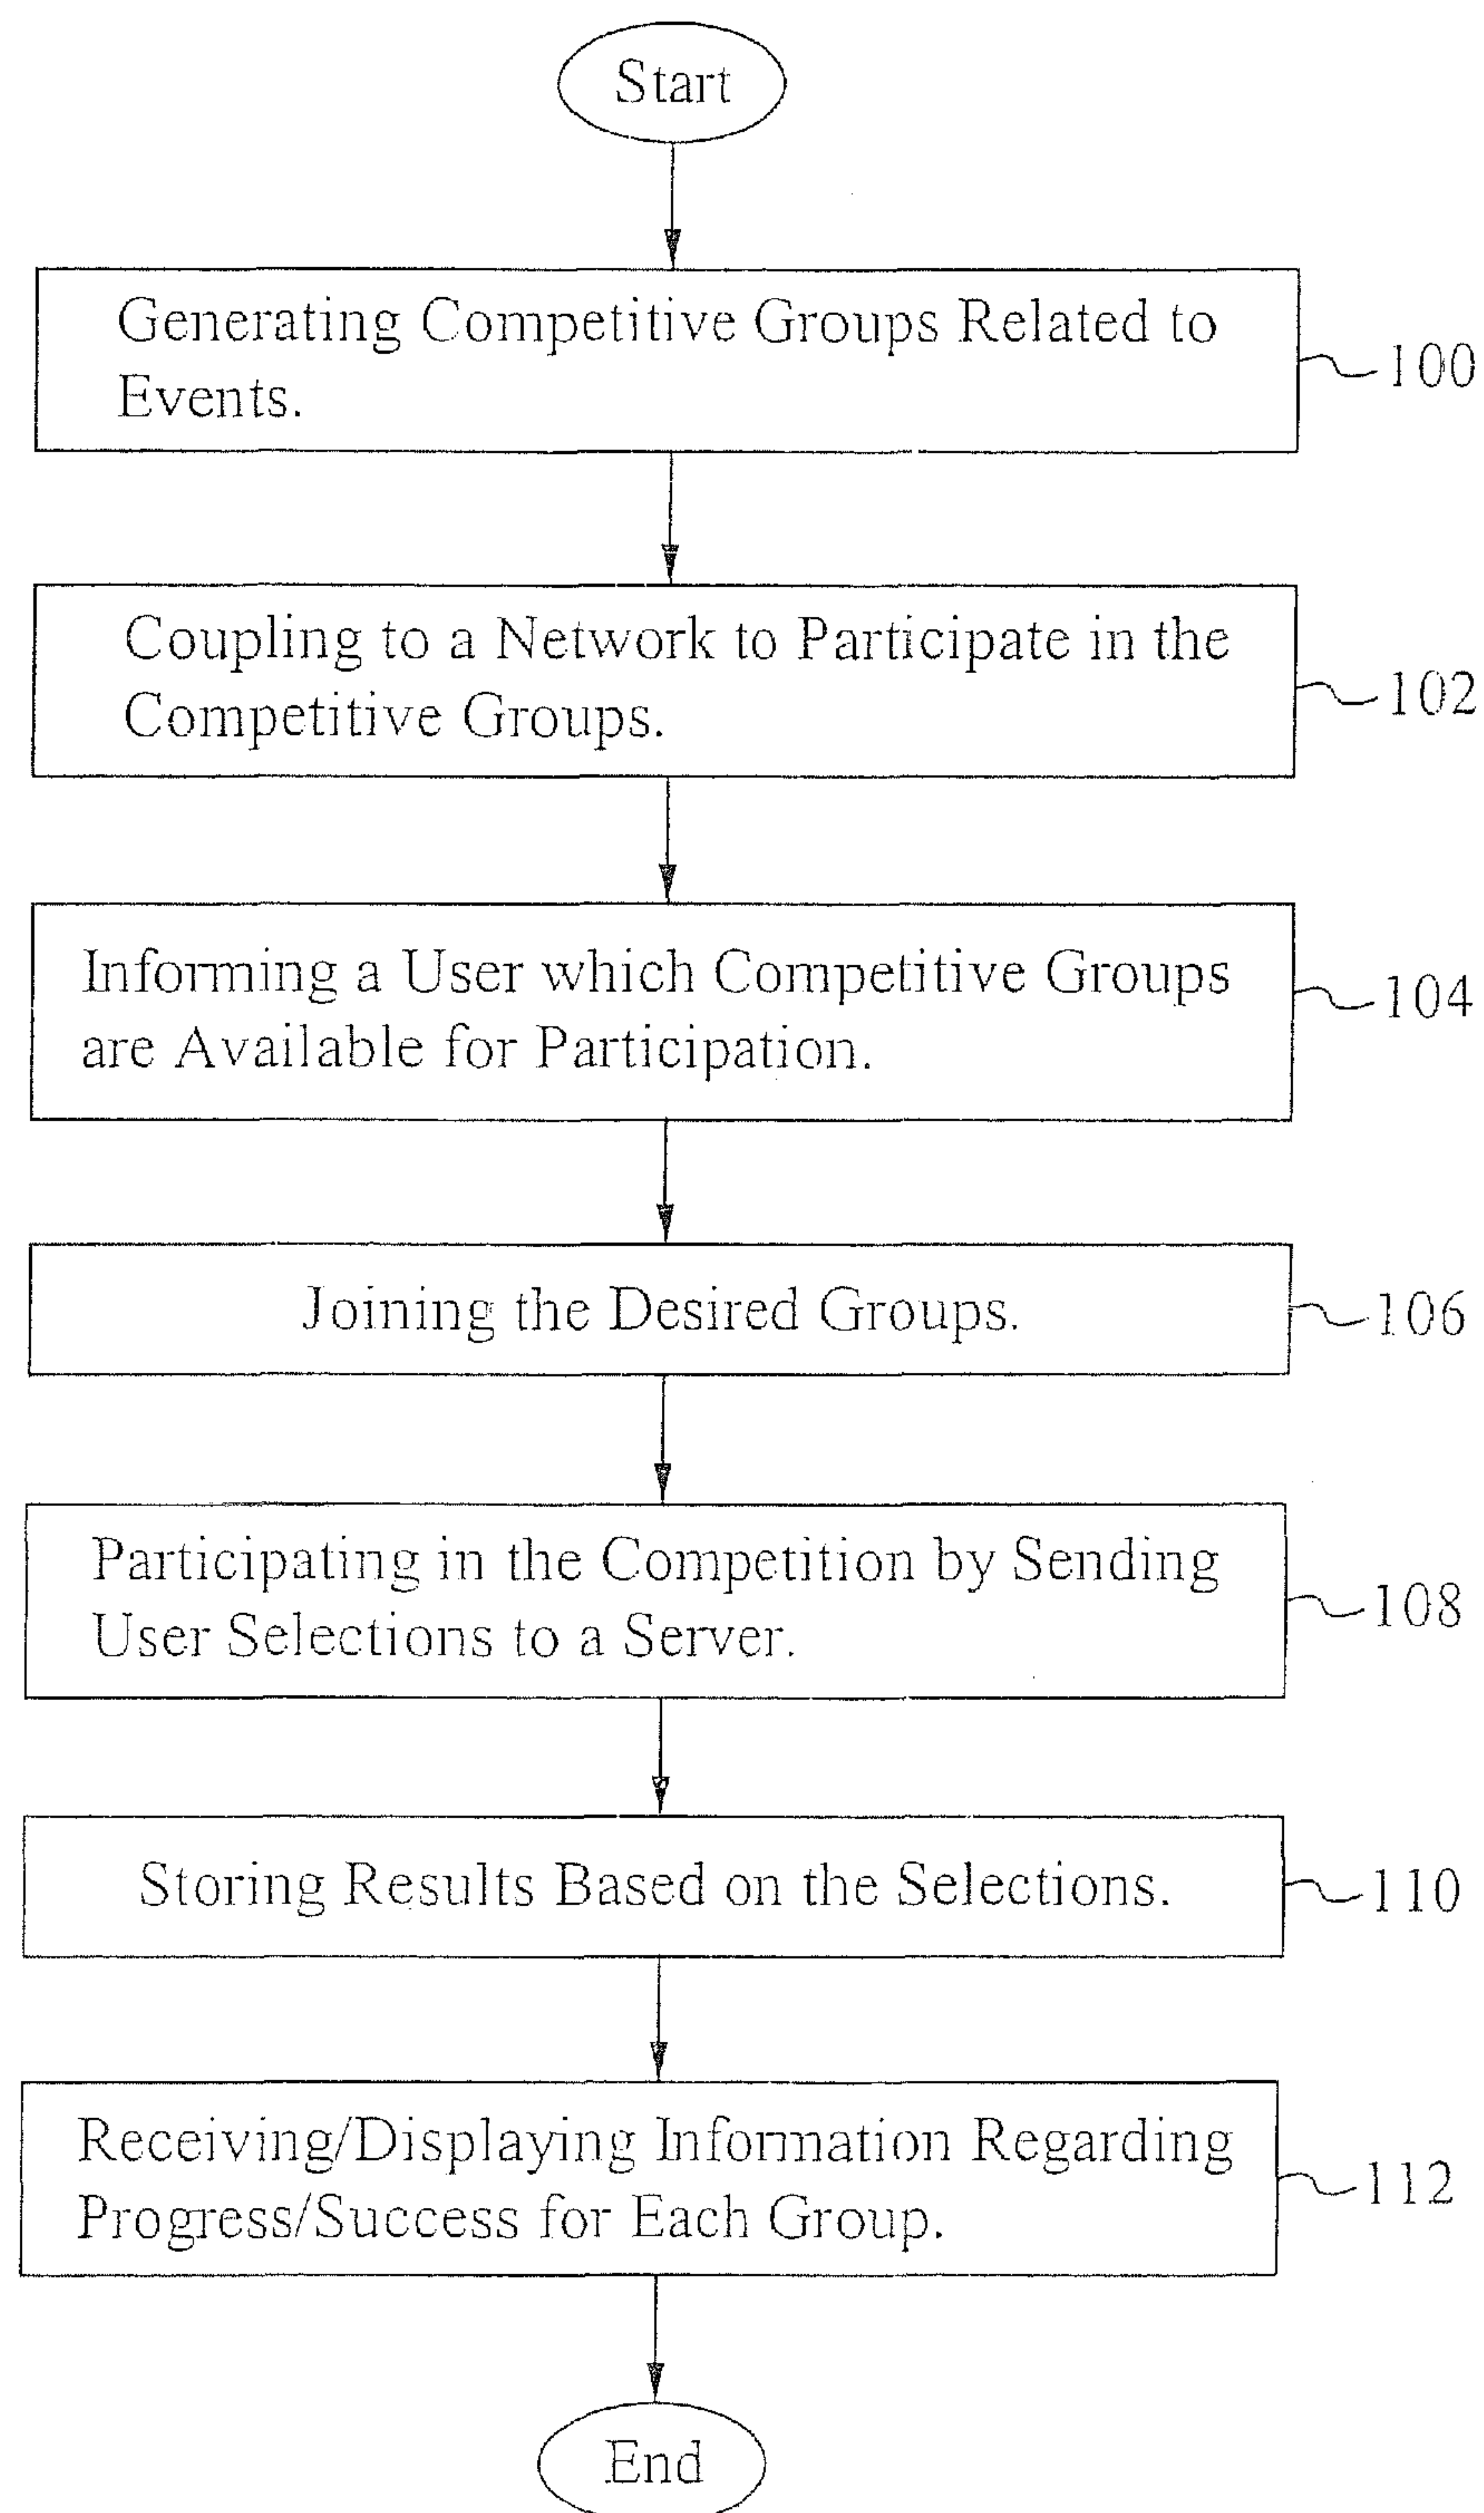 Start
Generating Competitive Groups Related to
Events.
100
Coupling to a Network to Participate in the
Competitive Groups.
102
Informing a User which Competitive Groups
are Available for Participation.
104
Joining the Desired Groups.
106
Participating in the Competition by Sending
User Selections to a Server.
108
Storing Results Based on the Selections.
110
Receiving/Displaying Information Regarding
Progress/Success for Each Group.
112
End